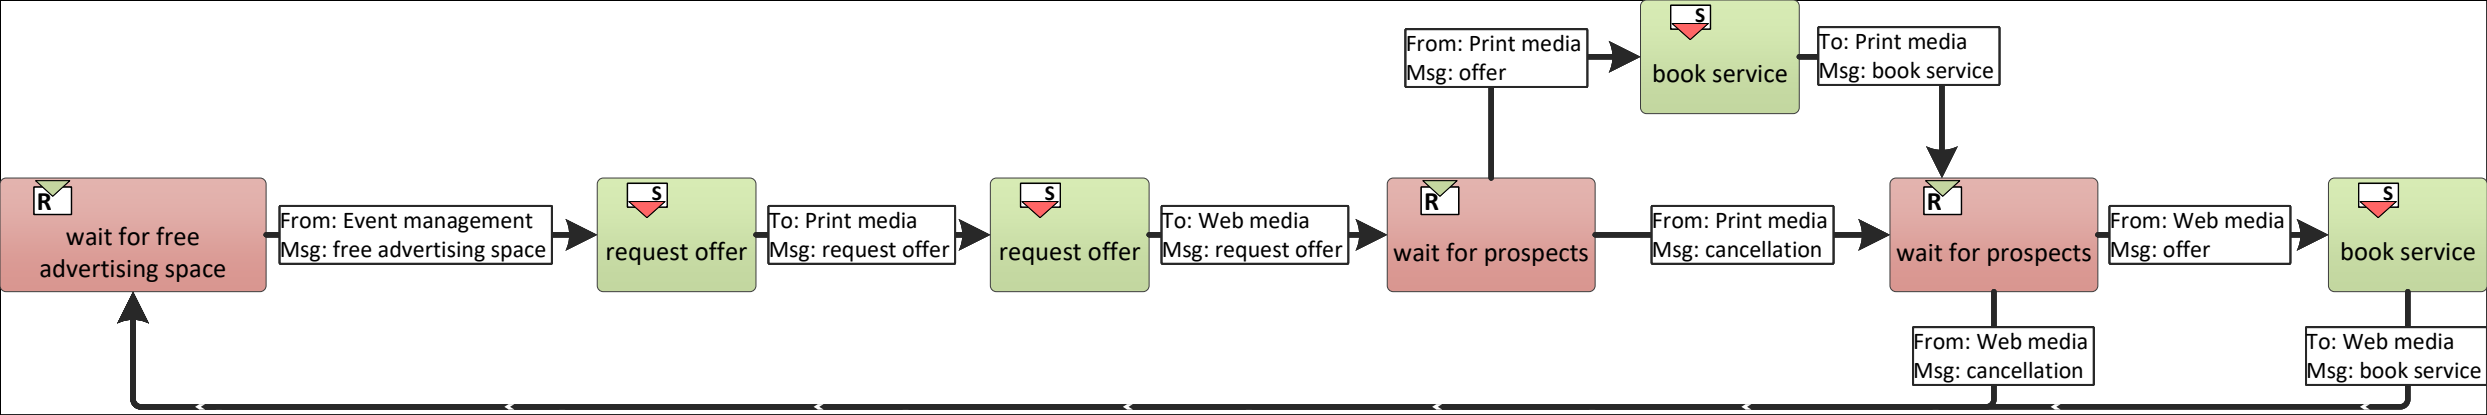 From: Print media
Msg: offer
S
book service
To: Print media
Msg: book service
R
wait for free
advertising space
From: Event management
Msg: free advertising space
S
request offer
To: Print media
Msg: request offer
S
request offer
To: Web media
Msg: request offer
R
wait for prospects
From: Print media
Msg: cancellation
R
wait for prospects
From: Web media
Msg: offer
S
book service
From: Web media
Msg: cancellation
To: Web media
Msg: book service